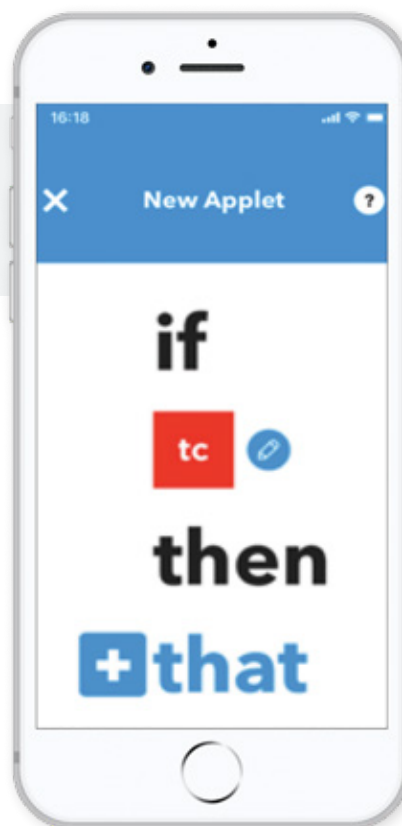 16:18
New Applet ?
if
tc
then
+that